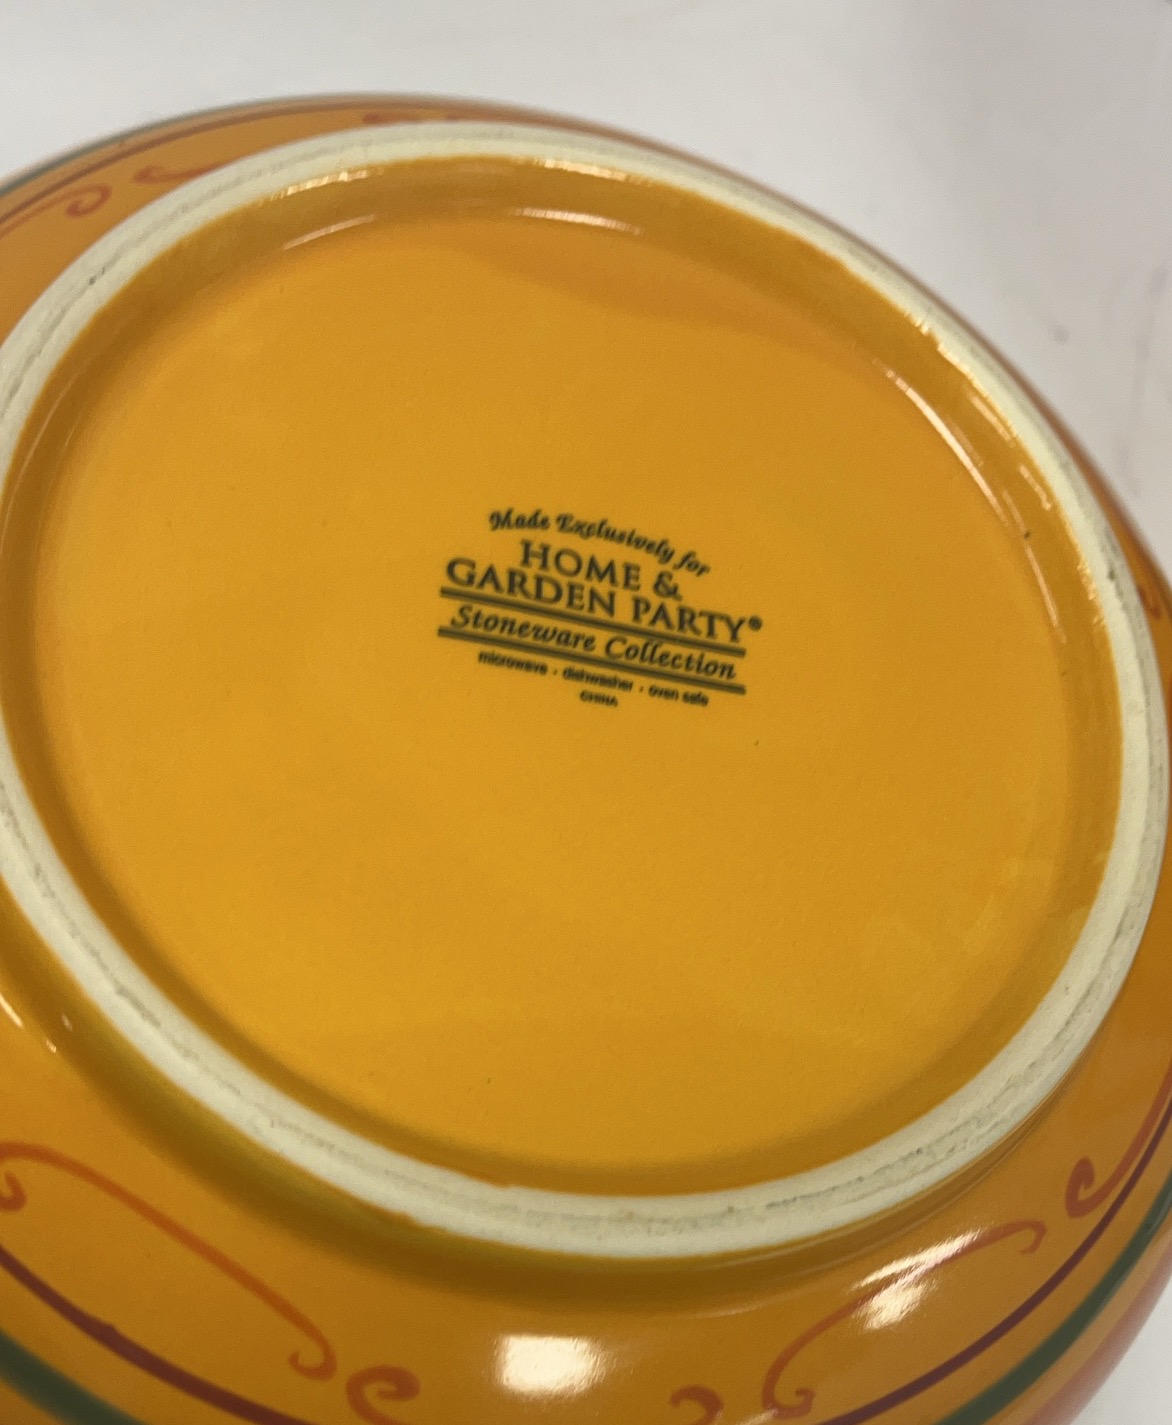 Made Exclusively for
HOME &
GARDEN PARTY®
Stoneware Collection
microwave · dishwasher · oven safe
CHINA